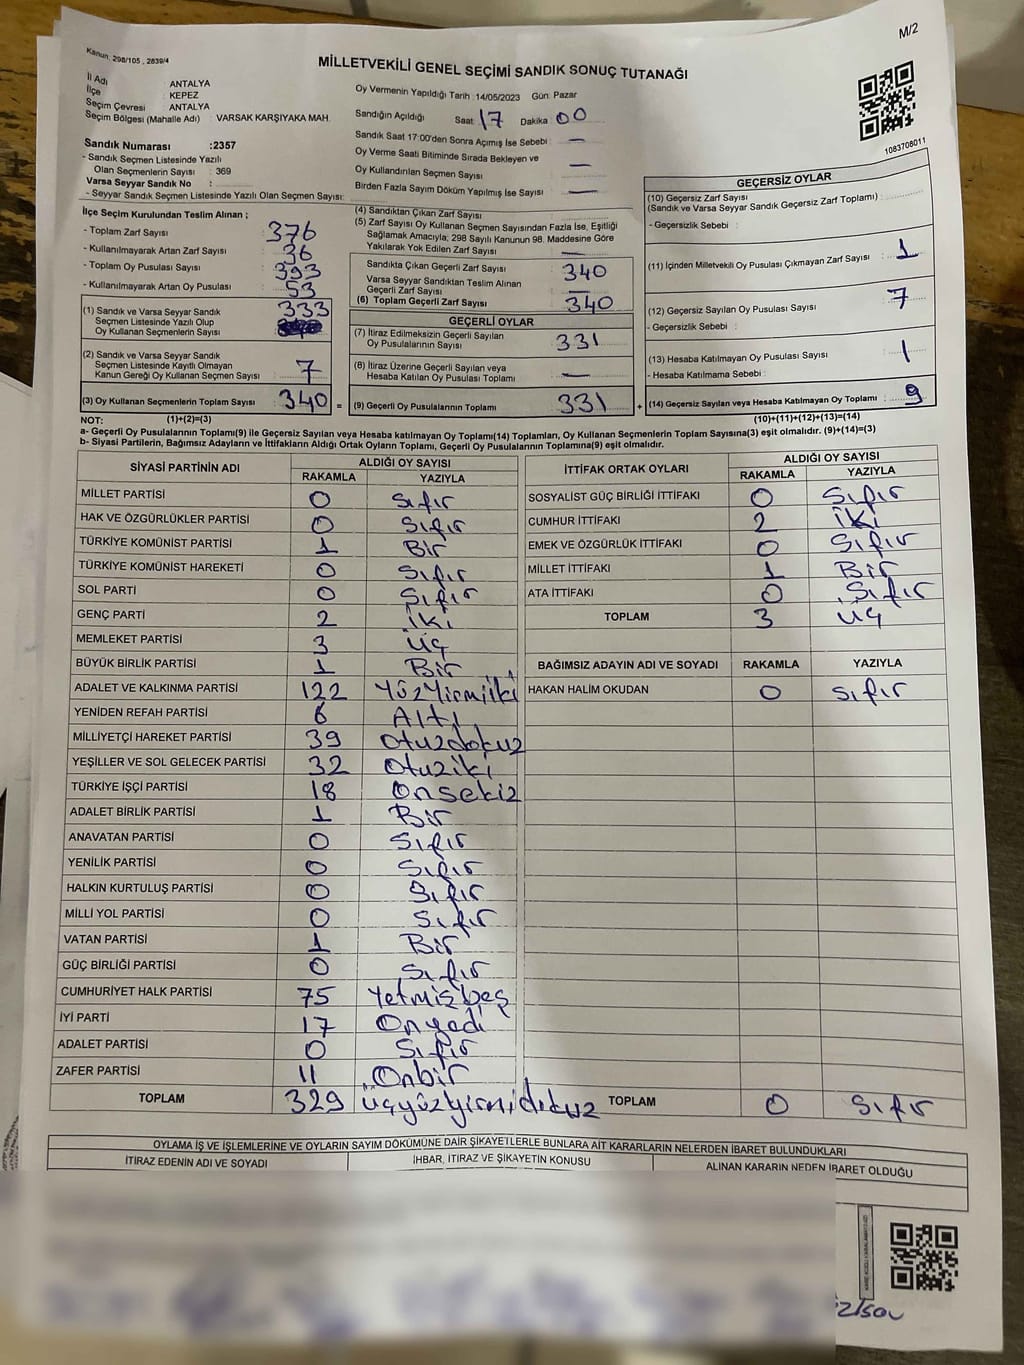 M/2
Kanun, 298/105 , 2839/4
MİLLETVEKİLİ GENEL SEÇİMİ SANDIK SONUÇ TUTANAĞI
İl Adı : ANTALYA
İlçe : KEPEZ
Seçim Çevresi : ANTALYA
Seçim Bölgesi (Mahalle Adı) : VARSAK KARŞIYAKA MAH.
Oy Vermenin Yapıldığı Tarih : 14/05/2023 Gün: Pazar
Sandığın Açıldığı Saat 17 Dakika 00
Sandık Saat 17:00'den Sonra Açımış İse Sebebi : —
Oy Verme Saati Bitiminde Sırada Bekleyen ve
Oy Kullandırılan Seçmen Sayısı : —
Birden Fazla Sayım Döküm Yapılmış İse Sayısı : —
1083708011
Sandık Numarası :2357
- Sandık Seçmen Listesinde Yazılı
Olan Seçmenlerin Sayısı : 369
Varsa Seyyar Sandık No :
- Seyyar Sandık Seçmen Listesinde Yazılı Olan Seçmen Sayısı:
İlçe Seçim Kurulundan Teslim Alınan ;
- Toplam Zarf Sayısı : 376
- Kullanılmayarak Artan Zarf Sayısı : 36
- Toplam Oy Pusulası Sayısı : 393
- Kullanılmayarak Artan Oy Pusulası : 53
(1) Sandık ve Varsa Seyyar Sandık
Seçmen Listesinde Yazılı Olup
Oy Kullanan Seçmenlerin Sayısı : 333
(2) Sandık ve Varsa Seyyar Sandık
Seçmen Listesinde Kayıtlı Olmayan
Kanun Gereği Oy Kullanan Seçmen Sayısı : 7
(3) Oy Kullanan Seçmenlerin Toplam Sayısı : 340 =
(4) Sandıktan Çıkan Zarf Sayısı :
(5) Zarf Sayısı Oy Kullanan Seçmen Sayısından Fazla İse, Eşitliği
Sağlamak Amacıyla; 298 Sayılı Kanunun 98. Maddesine Göre
Yakılarak Yok Edilen Zarf Sayısı : —
Sandıkta Çıkan Geçerli Zarf Sayısı : 340
Varsa Seyyar Sandıktan Teslim Alınan
Geçerli Zarf Sayısı : —
(6) Toplam Geçerli Zarf Sayısı : 340
GEÇERLİ OYLAR
(7) İtiraz Edilmeksizin Geçerli Sayılan
Oy Pusulalarının Sayısı : 331
(8) İtiraz Üzerine Geçerli Sayılan veya
Hesaba Katılan Oy Pusulası Toplamı : —
(9) Geçerli Oy Pusulalarının Toplamı : 331 +
GEÇERSİZ OYLAR
(10) Geçersiz Zarf Sayısı
(Sandık ve Varsa Seyyar Sandık Geçersiz Zarf Toplamı) :
- Geçersizlik Sebebi :
(11) İçinden Milletvekili Oy Pusulası Çıkmayan Zarf Sayısı : 1
(12) Geçersiz Sayılan Oy Pusulası Sayısı : 7
- Geçersizlik Sebebi :
(13) Hesaba Katılmayan Oy Pusulası Sayısı : 1
- Hesaba Katılmama Sebebi :
(14) Geçersiz Sayılan veya Hesaba Katılmayan Oy Toplamı : 9
NOT: (1)+(2)=(3) (10)+(11)+(12)+(13)=(14)
a- Geçerli Oy Pusulalarının Toplamı(9) ile Geçersiz Sayılan veya Hesaba katılmayan Oy Toplamı(14) Toplamları, Oy Kullanan Seçmenlerin Toplam Sayısına(3) eşit olmalıdır. (9)+(14)=(3)
b- Siyasi Partilerin, Bağımsız Adayların ve İttifakların Aldığı Ortak Oyların Toplamı, Geçerli Oy Pusulalarının Toplamına(9) eşit olmalıdır.
SİYASİ PARTİNİN ADI ALDIĞI OY SAYISI
RAKAMLA YAZIYLA
MİLLET PARTİSİ 0 Sıfır
HAK VE ÖZGÜRLÜKLER PARTİSİ 0 Sıfır
TÜRKİYE KOMÜNİST PARTİSİ 1 Bir
TÜRKİYE KOMÜNİST HAREKETİ 0 Sıfır
SOL PARTİ 0 Sıfır
GENÇ PARTİ 2 İki
MEMLEKET PARTİSİ 3 Üç
BÜYÜK BİRLİK PARTİSİ 1 Bir
ADALET VE KALKINMA PARTİSİ 122 Yüzyirmiiki
YENİDEN REFAH PARTİSİ 6 Altı
MİLLİYETÇİ HAREKET PARTİSİ 39 Otuzdokuz
YEŞİLLER VE SOL GELECEK PARTİSİ 32 Otuziki
TÜRKİYE İŞÇİ PARTİSİ 18 Onsekiz
ADALET BİRLİK PARTİSİ 1 Bir
ANAVATAN PARTİSİ 0 Sıfır
YENİLİK PARTİSİ 0 Sıfır
HALKIN KURTULUŞ PARTİSİ 0 Sıfır
MİLLİ YOL PARTİSİ 0 Sıfır
VATAN PARTİSİ 1 Bir
GÜÇ BİRLİĞİ PARTİSİ 0 Sıfır
CUMHURİYET HALK PARTİSİ 75 Yetmişbeş
İYİ PARTİ 17 Onyedi
ADALET PARTİSİ 0 Sıfır
ZAFER PARTİSİ 11 Onbir
TOPLAM 329 üçyüzyirmidokuz
İTTİFAK ORTAK OYLARI ALDIĞI OY SAYISI
RAKAMLA YAZIYLA
SOSYALİST GÜÇ BİRLİĞİ İTTİFAKI 0 Sıfır
CUMHUR İTTİFAKI 2 İki
EMEK VE ÖZGÜRLÜK İTTİFAKI 0 Sıfır
MİLLET İTTİFAKI 1 Bir
ATA İTTİFAKI 0 Sıfır
TOPLAM 3 üç
BAĞIMSIZ ADAYIN ADI VE SOYADI RAKAMLA YAZIYLA
HAKAN HALİM OKUDAN 0 Sıfır
TOPLAM 0 Sıfır
OYLAMA İŞ VE İŞLEMLERİNE VE OYLARIN SAYIM DÖKÜMÜNE DAİR ŞİKAYETLERLE BUNLARA AİT KARARLARIN NELERDEN İBARET BULUNDUKLARI
İTİRAZ EDENİN ADI VE SOYADI İHBAR, İTİRAZ VE ŞİKAYETİN KONUSU ALINAN KARARIN NEDEN İBARET OLDUĞU